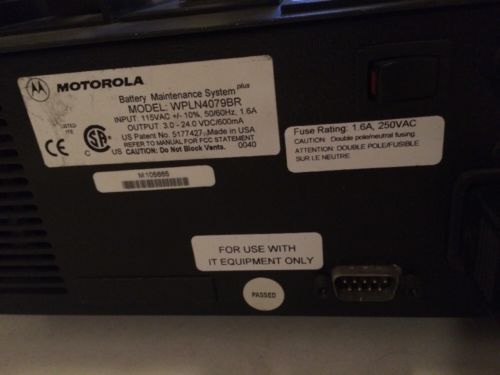 MOTOROLA
Battery Maintenance System plus
MODEL: WPLN4079BR
INPUT: 115VAC +/- 10%, 50/60Hz, 1.6A
OUTPUT: 3.0 - 24.0 VDC/600mA
US Patent No. 5177427 Made in USA
REFER TO MANUAL FOR FCC STATEMENT
CAUTION: Do Not Block Vents. 0040
LISTED
ITE
CE C SA US
M105665
Fuse Rating: 1.6A, 250VAC
CAUTION: Double pole/neutral fusing.
ATTENTION: DOUBLE POLE/FUSIBLE
SUR LE NEUTRE
FOR USE WITH
IT EQUIPMENT ONLY
PASSED